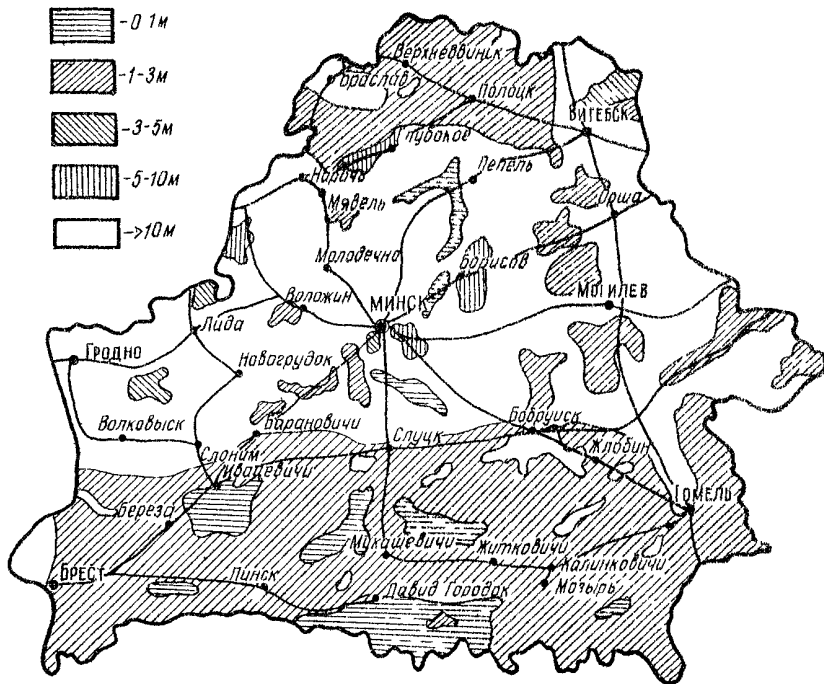 -0 1м
-1-3м
-3-5м
-5-10м
->10м
Верхнедвинск
Браслав
Полоцк
Витебск
Глубокое
Нарочь
Лепель
Мядель
Орша
Молодечно
Борисов
Воложин
МИНСК
МОГИЛЕВ
Лида
ГРОДНО
Новогрудок
Волковыск
Барановичи
Бобруйск
Слоним
Слуцк
Жлобин
Ивацевичи
Гомель
Береза
Микашевичи
Житковичи
Калинковичи
БРЕСТ
Пинск
Давид Городок
Мозырь